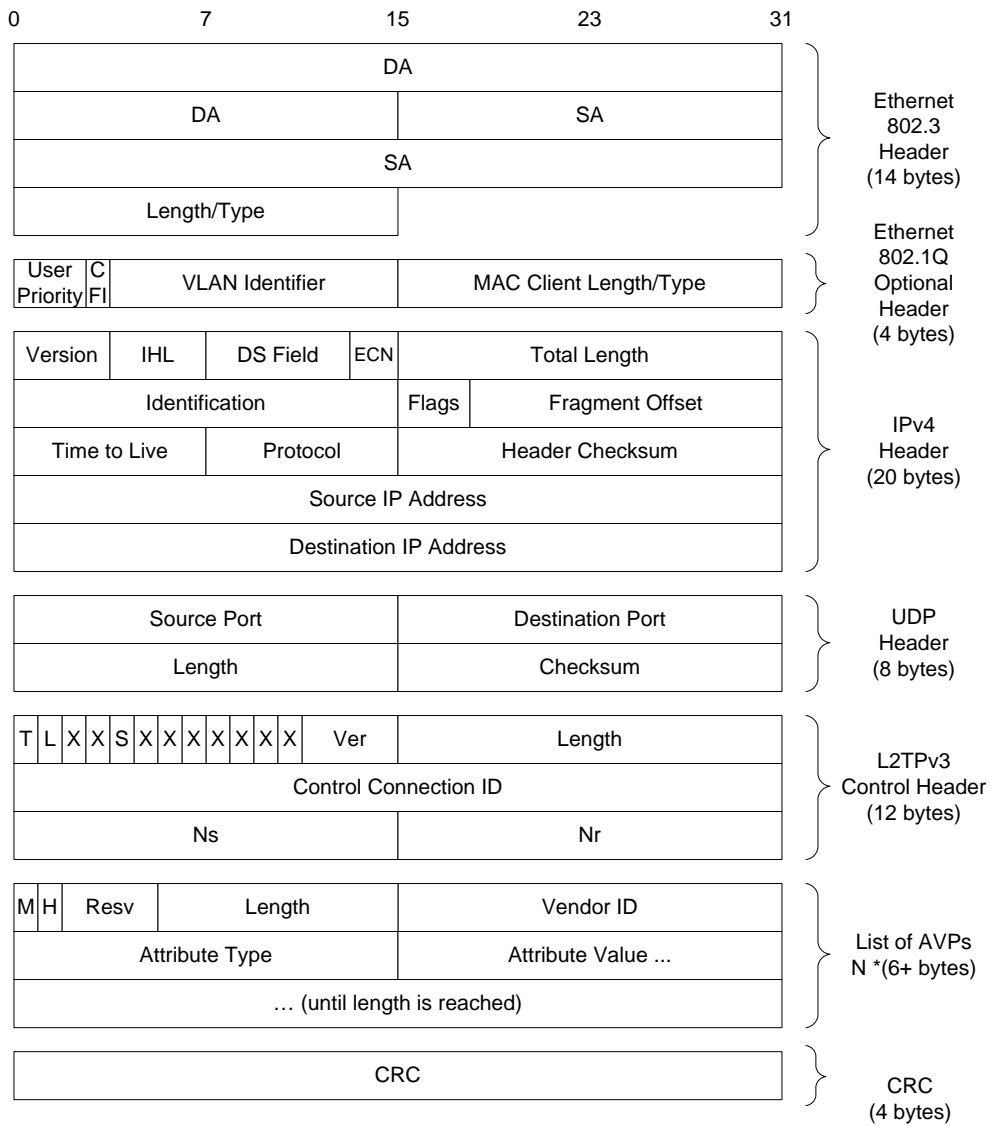 0 7 15 23 31
DA
DA SA
SA
Length/Type
Ethernet
802.3
Header
(14 bytes)
User
Priority
C
FI
VLAN Identifier MAC Client Length/Type
Ethernet
802.1Q
Optional
Header
(4 bytes)
Version IHL DS Field ECN Total Length
Identification Flags Fragment Offset
Time to Live Protocol Header Checksum
Source IP Address
Destination IP Address
IPv4
Header
(20 bytes)
Source Port Destination Port
Length Checksum
UDP
Header
(8 bytes)
T L X X S X X X X X X X Ver Length
Control Connection ID
Ns Nr
L2TPv3
Control Header
(12 bytes)
M H Resv Length Vendor ID
Attribute Type Attribute Value ...
… (until length is reached)
List of AVPs
N *(6+ bytes)
CRC
CRC
(4 bytes)